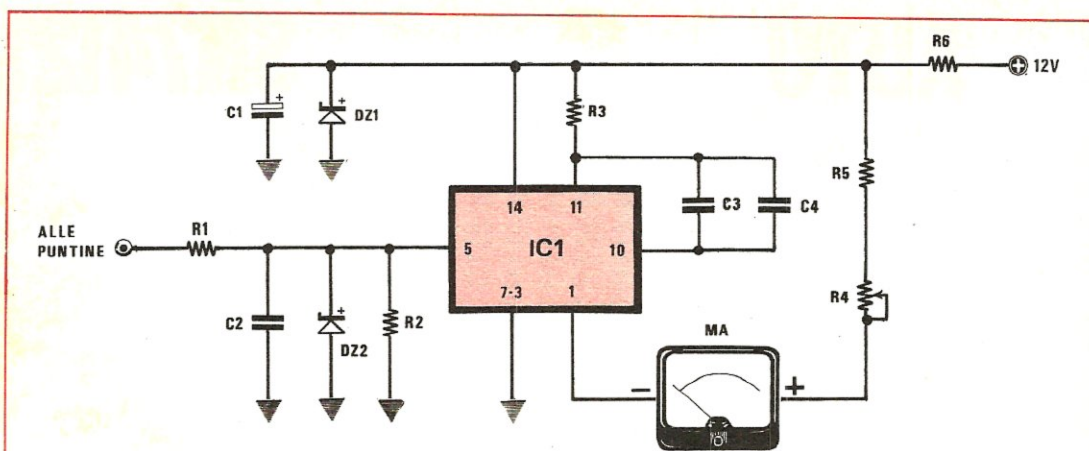 R6
12V
C1
+
DZ1
+
R3
R5
C3
C4
14
11
ALLE
PUNTINE
R1
5
IC1
10
7-3
1
R4
C2
DZ2
+
R2
MA
−
+